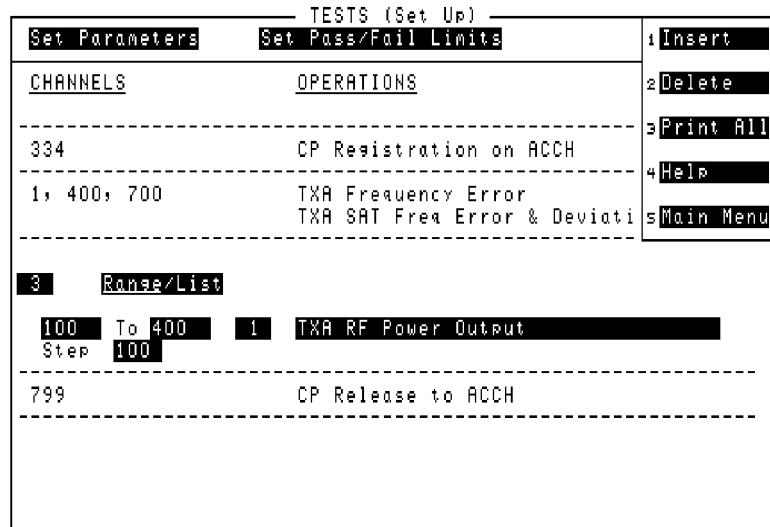 TESTS (Set Up)
Set Parameters Set Pass/Fail Limits
CHANNELS OPERATIONS
334 CP Registration on ACCH
1, 400, 700 TXA Frequency Error
TXA SAT Freq Error & Deviati
3 Range/List
100 To 400 1 TXA RF Power Output
Step 100
799 CP Release to ACCH
1 Insert
2 Delete
3 Print All
4 Help
5 Main Menu